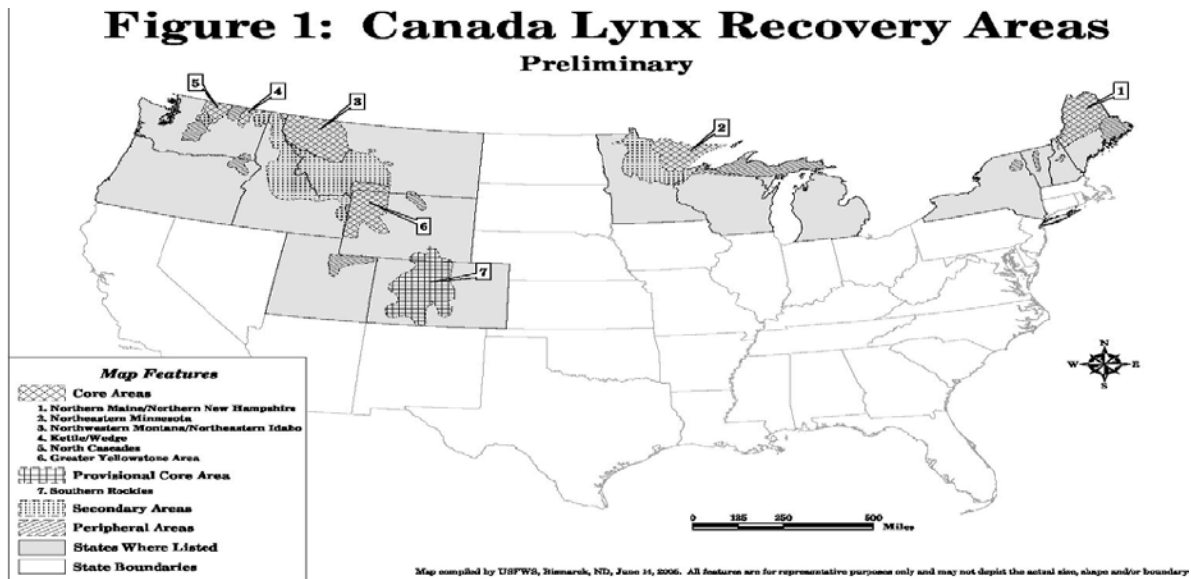 Figure 1: Canada Lynx Recovery Areas
Preliminary
5
4
3
2
1
6
7
N
W E
S
Map Features
Core Areas
1. Northern Maine/Northern New Hampshire
2. Northeastern Minnesota
3. Northwestern Montana/Northeastern Idaho
4. Kettle/Wedge
5. North Cascades
6. Greater Yellowstone Area
Provisional Core Area
7. Southern Rockies
Secondary Areas
Peripheral Areas
States Where Listed
State Boundaries
0 125 250 500
Miles
Map compiled by USFWS, Bismarck, ND, June 14, 2005. All features are for representative purposes only and may not depict the actual size, shape and/or boundary